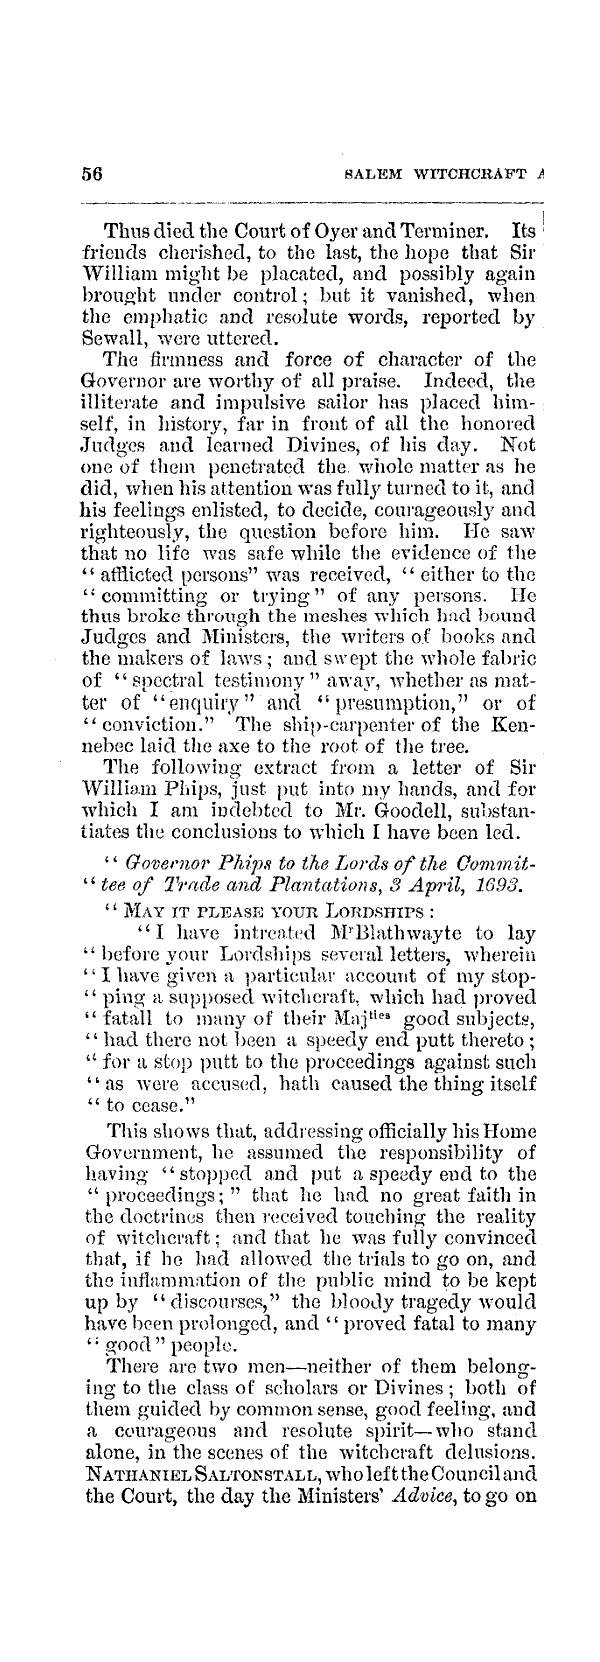 56 SALEM WITCHCRAFT
Thus died the Court of Oyer and Terminer. Its
friends cherished, to the last, the hope that Sir
William might be placated, and possibly again
brought under control; but it vanished, when
the emphatic and resolute words, reported by
Sewall, were uttered.
The firmness and force of character of the
Governor are worthy of all praise. Indeed, the
illiterate and impulsive sailor has placed him-
self, in history, far in front of all the honored
Judges and learned Divines, of his day. Not
one of them penetrated the whole matter as he
did, when his attention was fully turned to it, and
his feelings enlisted, to decide, courageously and
righteously, the question before him. He saw
that no life was safe while the evidence of the
“ afflicted persons” was received, “ either to the
“ committing or trying” of any persons. He
thus broke through the meshes which had bound
Judges and Ministers, the writers of books and
the makers of laws; and swept the whole fabric
of “spectral testimony” away, whether as mat-
ter of “enquiry” and “presumption,” or of
“ conviction.” The ship-carpenter of the Ken-
nebec laid the axe to the root of the tree.
The following extract from a letter of Sir
William Phips, just put into my hands, and for
which I am indebted to Mr. Goodell, substan-
tiates the conclusions to which I have been led.
“ Governor Phips to the Lords of the Commit-
“ tee of Trade and Plantations, 3 April, 1693.
“ MAY IT PLEASE YOUR LORDSHIPS:
“I have intreated Mr Blathwayte to lay
“ before your Lordships several letters, wherein
“ I have given a particular account of my stop-
“ ping a supposed witchcraft, which had proved
“ fatall to many of their Majties good subjects,
“ had there not been a speedy end putt thereto;
“ for a stop putt to the proceedings against such
“ as were accused, hath caused the thing itself
“ to cease.”
This shows that, addressing officially his Home
Government, he assumed the responsibility of
having “stopped and put a speedy end to the
“ proceedings;” that he had no great faith in
the doctrines then received touching the reality
of witchcraft; and that he was fully convinced
that, if he had allowed the trials to go on, and
the inflammation of the public mind to be kept
up by “discourses,” the bloody tragedy would
have been prolonged, and “proved fatal to many
“ good” people.
There are two men—neither of them belong-
ing to the class of scholars or Divines; both of
them guided by common sense, good feeling, and
a courageous and resolute spirit—who stand
alone, in the scenes of the witchcraft delusions.
NATHANIEL SALTONSTALL, who left the Council and
the Court, the day the Ministers’ Advice, to go on